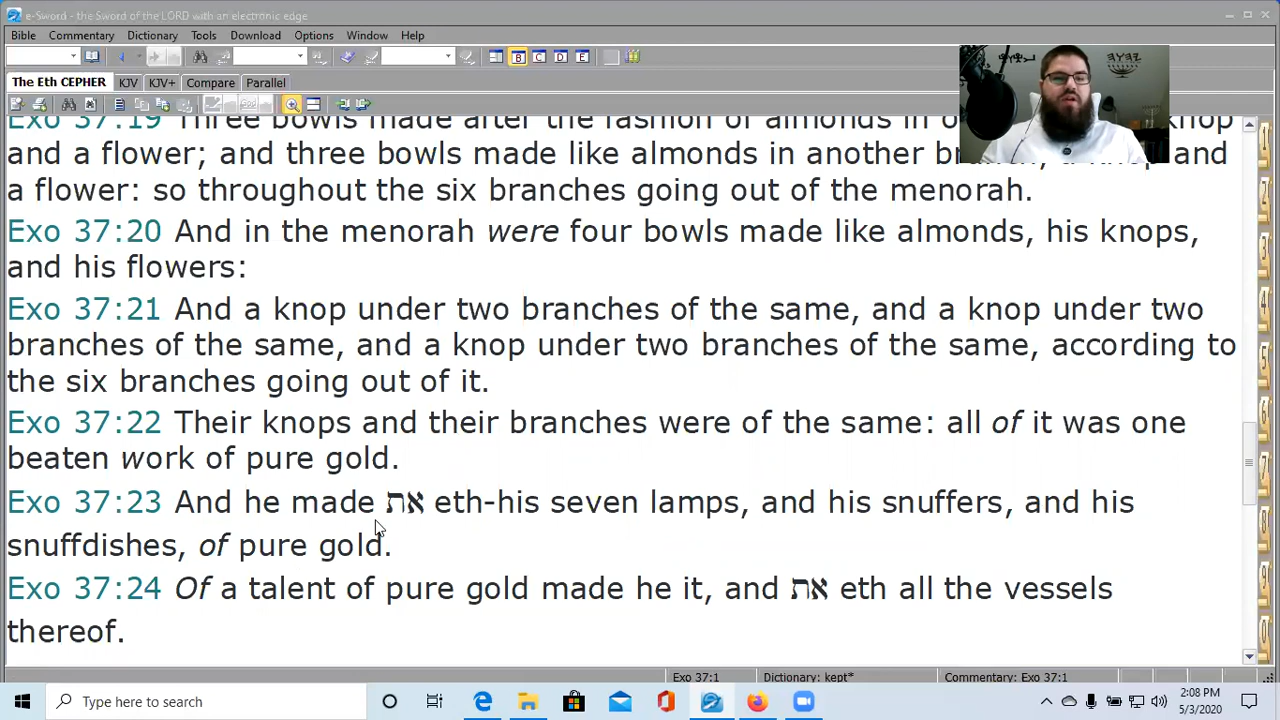 e-Sword - the Sword of the LORD with an electronic edge
Bible Commentary Dictionary Tools Download Options Window Help
B C D E
The Eth CEPHER KJV KJV+ Compare Parallel
Exo 37:19 Three bowls made after the fashion of almonds in knop
and a flower; and three bowls made like almonds in another and
a flower: so throughout the six branches going out of the menorah.
Exo 37:20 And in the menorah were four bowls made like almonds, his knops,
and his flowers:
Exo 37:21 And a knop under two branches of the same, and a knop under two
branches of the same, and a knop under two branches of the same, according to
the six branches going out of it.
Exo 37:22 Their knops and their branches were of the same: all of it was one
beaten work of pure gold.
Exo 37:23 And he made את eth-his seven lamps, and his snuffers, and his
snuffdishes, of pure gold.
Exo 37:24 Of a talent of pure gold made he it, and את eth all the vessels
thereof.
Exo 37:1 Dictionary: kept* Commentary: Exo 37:1
Type here to search
2:08 PM
5/3/2020